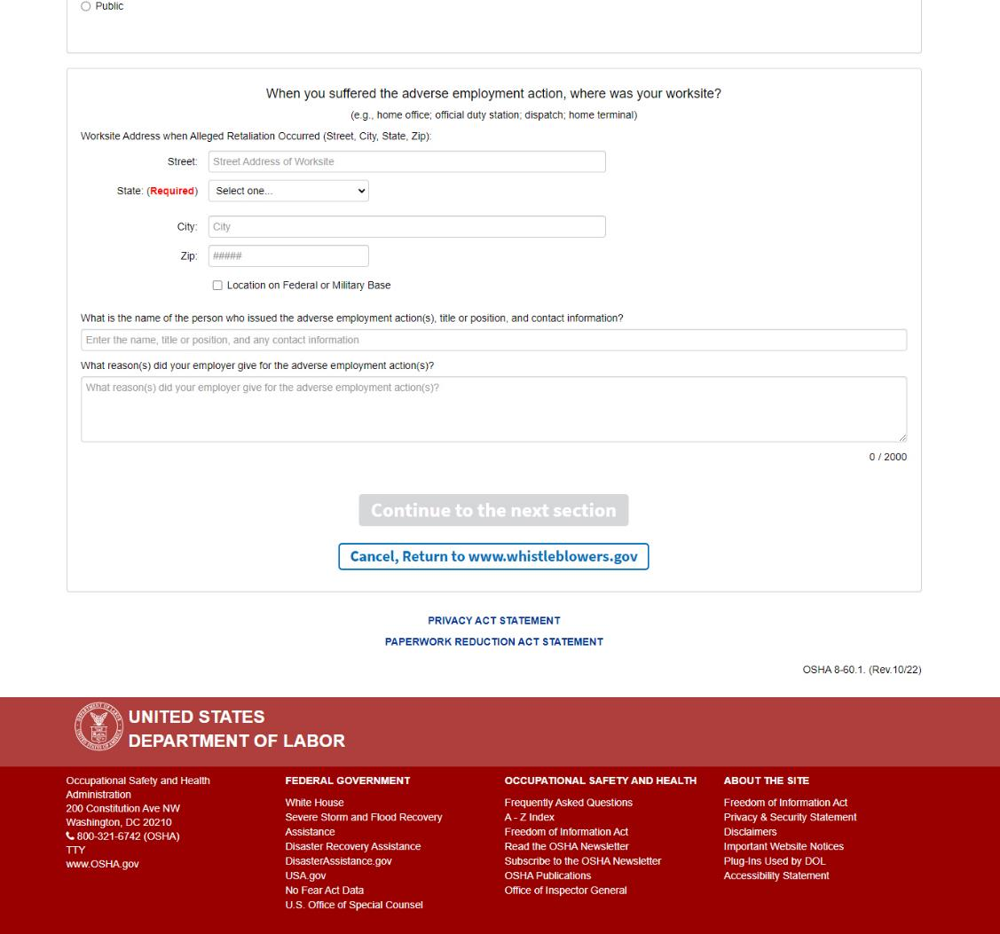 Public
When you suffered the adverse employment action, where was your worksite?
(e.g., home office; official duty station; dispatch; home terminal)
Worksite Address when Alleged Retaliation Occurred (Street, City, State, Zip):
Street: Street Address of Worksite
State: (Required) Select one...
City: City
Zip: #####
Location on Federal or Military Base
What is the name of the person who issued the adverse employment action(s), title or position, and contact information?
Enter the name, title or position, and any contact information
What reason(s) did your employer give for the adverse employment action(s)?
What reason(s) did your employer give for the adverse employment action(s)?
0 / 2000
Continue to the next section
Cancel, Return to www.whistleblowers.gov
PRIVACY ACT STATEMENT
PAPERWORK REDUCTION ACT STATEMENT
OSHA 8-60.1. (Rev.10/22)
UNITED STATES
DEPARTMENT OF LABOR
Occupational Safety and Health
Administration
200 Constitution Ave NW
Washington, DC 20210
800-321-6742 (OSHA)
TTY
www.OSHA.gov
FEDERAL GOVERNMENT
White House
Severe Storm and Flood Recovery
Assistance
Disaster Recovery Assistance
DisasterAssistance.gov
USA.gov
No Fear Act Data
U.S. Office of Special Counsel
OCCUPATIONAL SAFETY AND HEALTH
Frequently Asked Questions
A - Z Index
Freedom of Information Act
Read the OSHA Newsletter
Subscribe to the OSHA Newsletter
OSHA Publications
Office of Inspector General
ABOUT THE SITE
Freedom of Information Act
Privacy & Security Statement
Disclaimers
Important Website Notices
Plug-Ins Used by DOL
Accessibility Statement